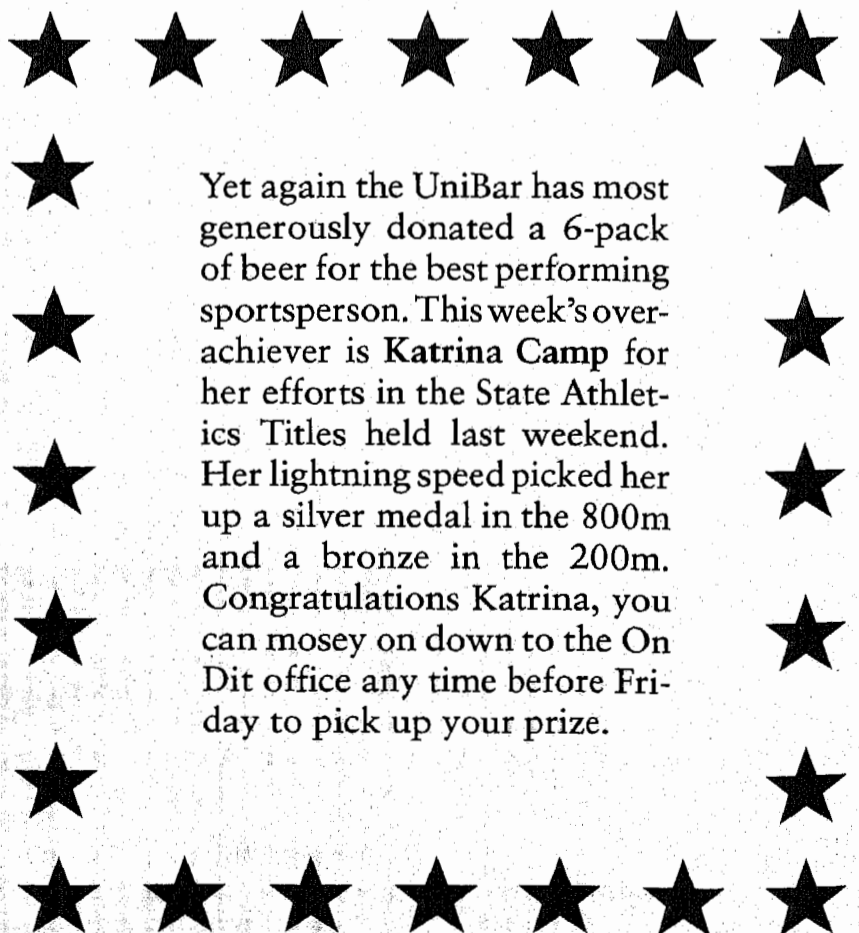 Yet again the UniBar has most
generously donated a 6-pack
of beer for the best performing
sportsperson. This week's over-
achiever is Katrina Camp for
her efforts in the State Athlet-
ics Titles held last weekend.
Her lightning speed picked her
up a silver medal in the 800m
and a bronze in the 200m.
Congratulations Katrina, you
can mosey on down to the On
Dit office any time before Fri-
day to pick up your prize.